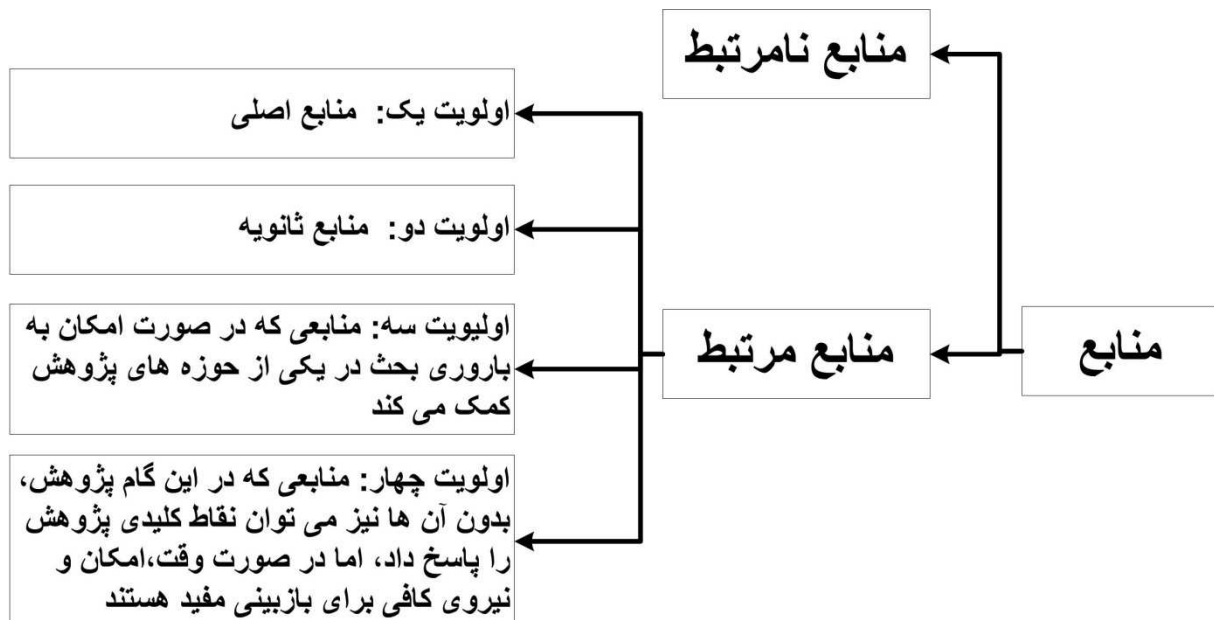 منابع
منابع نامرتبط
منابع مرتبط
اولویت یک: منابع اصلی
اولویت دو: منابع ثانویه
اولیویت سه: منابعی که در صورت امکان به
باروری بحث در یکی از حوزه های پژوهش
کمک می کند
اولویت چهار: منابعی که در این گام پژوهش،
بدون آن ها نیز می توان نقاط کلیدی پژوهش
را پاسخ داد، اما در صورت وقت،امکان و
نیروی کافی برای بازبینی مفید هستند